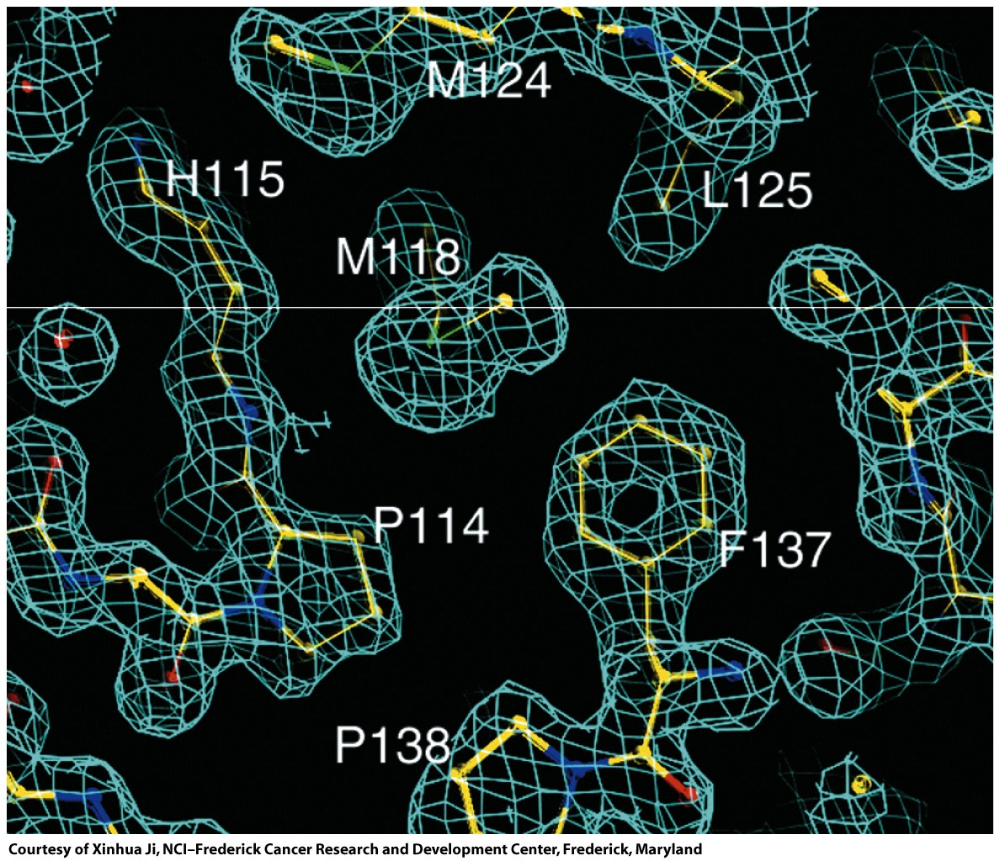 M124
H115
L125
M118
P114
F137
P138
Courtesy of Xinhua Ji, NCI–Frederick Cancer Research and Development Center, Frederick, Maryland